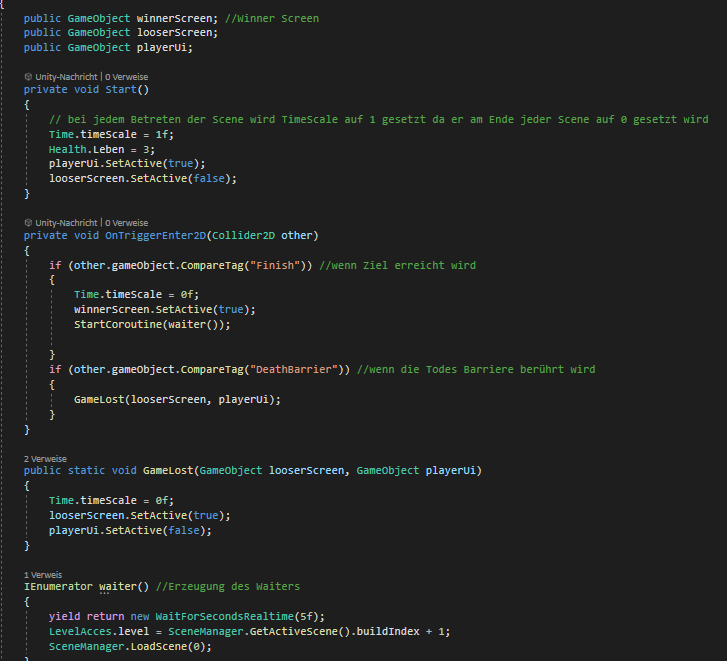 {
public GameObject winnerScreen; //Winner Screen
public GameObject looserScreen;
public GameObject playerUi;
Unity-Nachricht | 0 Verweise
private void Start()
{
// bei jedem Betreten der Scene wird TimeScale auf 1 gesetzt da er am Ende jeder Scene auf 0 gesetzt wird
Time.timeScale = 1f;
Health.Leben = 3;
playerUi.SetActive(true);
looserScreen.SetActive(false);
}
Unity-Nachricht | 0 Verweise
private void OnTriggerEnter2D(Collider2D other)
{
if (other.gameObject.CompareTag("Finish")) //wenn Ziel erreicht wird
{
Time.timeScale = 0f;
winnerScreen.SetActive(true);
StartCoroutine(waiter());
}
if (other.gameObject.CompareTag("DeathBarrier")) //wenn die Todes Barriere berührt wird
{
GameLost(looserScreen, playerUi);
}
}
2 Verweise
public static void GameLost(GameObject looserScreen, GameObject playerUi)
{
Time.timeScale = 0f;
looserScreen.SetActive(true);
playerUi.SetActive(false);
}
1 Verweis
IEnumerator waiter() //Erzeugung des Waiters
{
yield return new WaitForSecondsRealtime(5f);
LevelAcces.level = SceneManager.GetActiveScene().buildIndex + 1;
SceneManager.LoadScene(0);
}